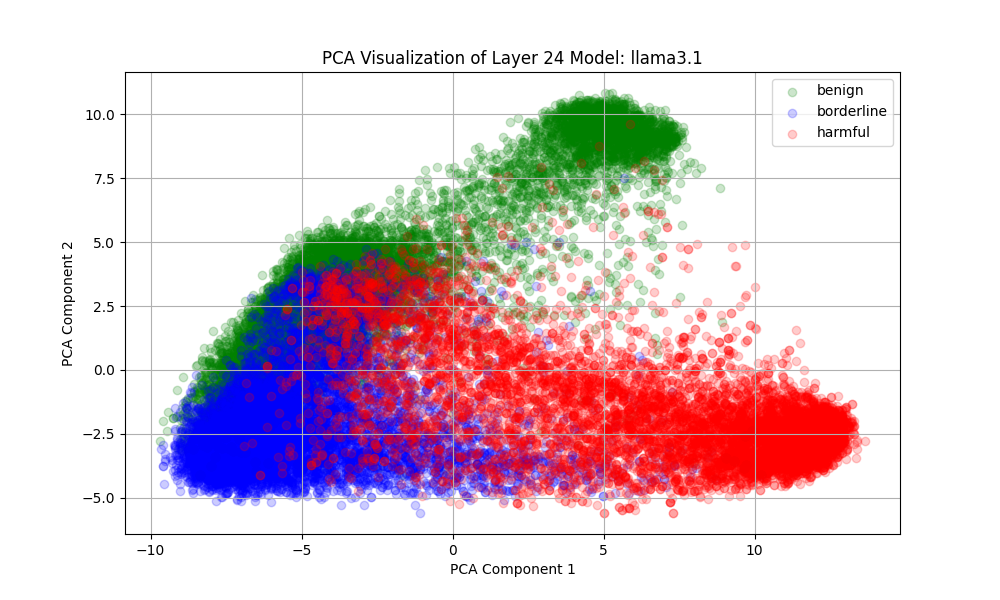 PCA Visualization of Layer 24 Model: llama3.1
benign
borderline
harmful
PCA Component 2
10.0
7.5
5.0
2.5
0.0
−2.5
−5.0
−10
−5
0
5
10
PCA Component 1